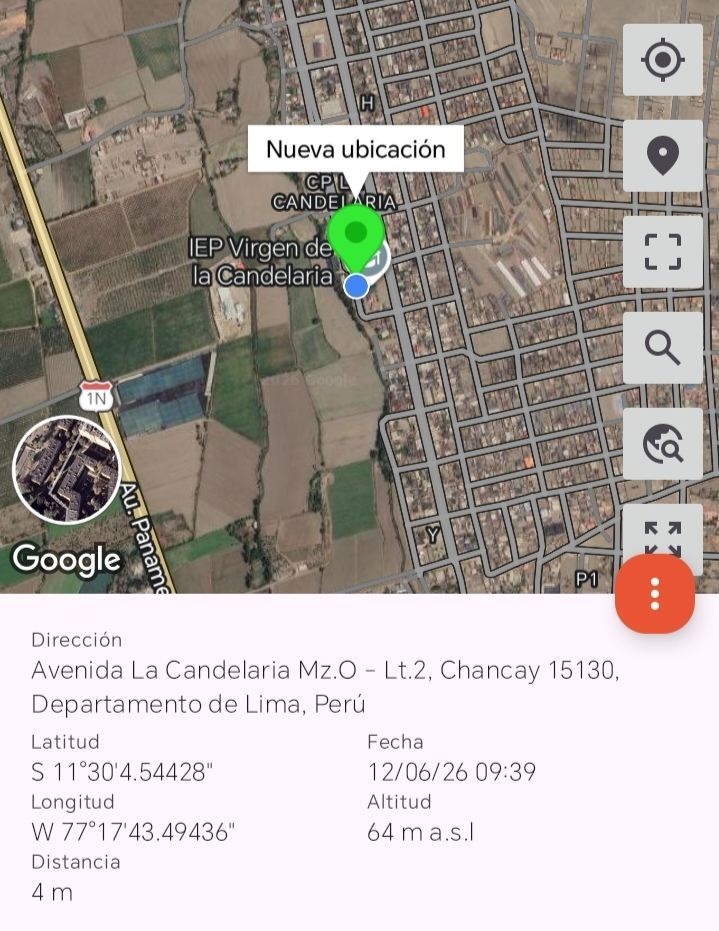 H
Nueva ubicación
CP L
CANDELARIA
IEP Virgen de
la Candelaria
1N
Au. Paname
Google
Y
P1
Dirección
Avenida La Candelaria Mz.O - Lt.2, Chancay 15130,
Departamento de Lima, Perú
Latitud
S 11°30'4.54428"
Fecha
12/06/26 09:39
Longitud
W 77°17'43.49436"
Altitud
64 m a.s.l
Distancia
4 m